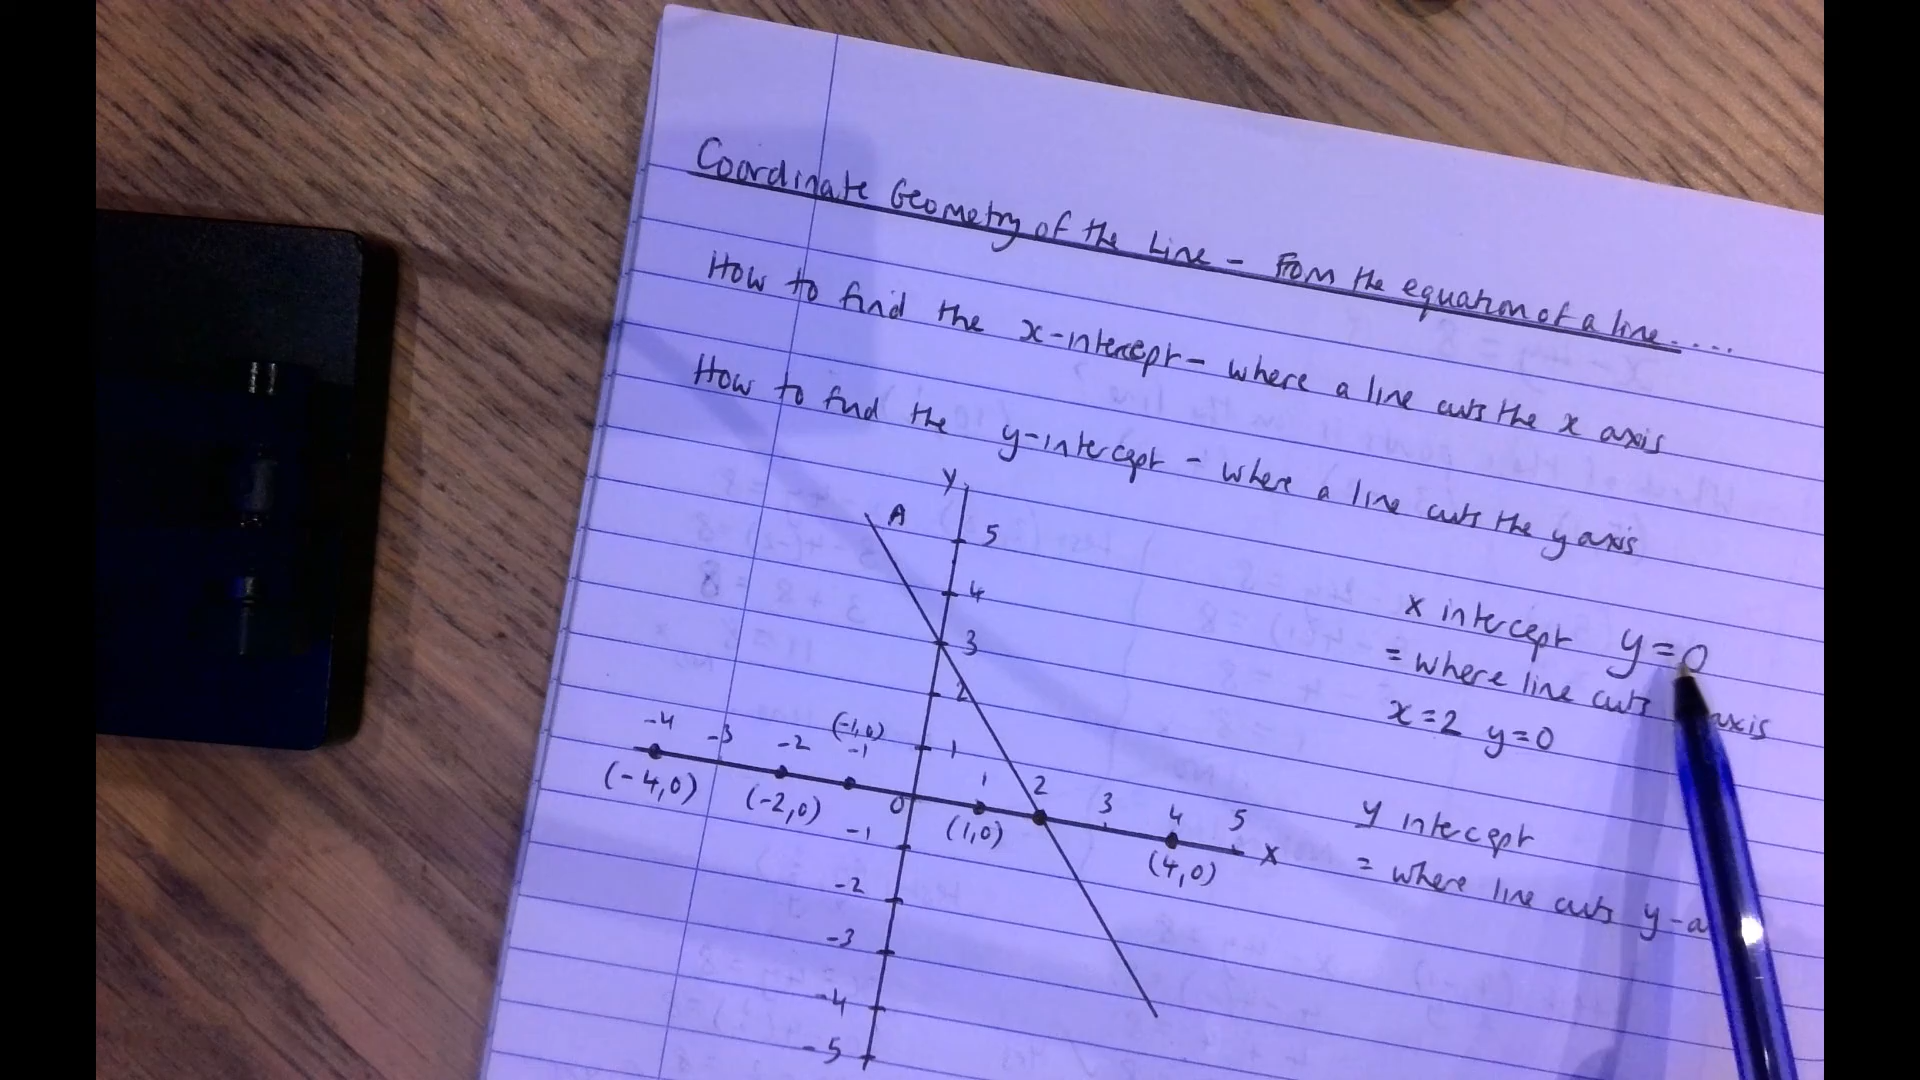 Coordinate Geometry of the Line - From the equation of a line....
How to find the x-intercept - where a line cuts the x axis
How to find the y-intercept - where a line cuts the y axis
y
A
5
4
3
2
1
x intercept y=0
= where line cuts axis
x=2 y=0
-4 -3 -2 (-1,0) -1
(-4,0) (-2,0) 0 1 2 3 4 5 x
(1,0) (4,0)
-1
-2
-3
-4
-5
y intercept
= where line cuts y-a